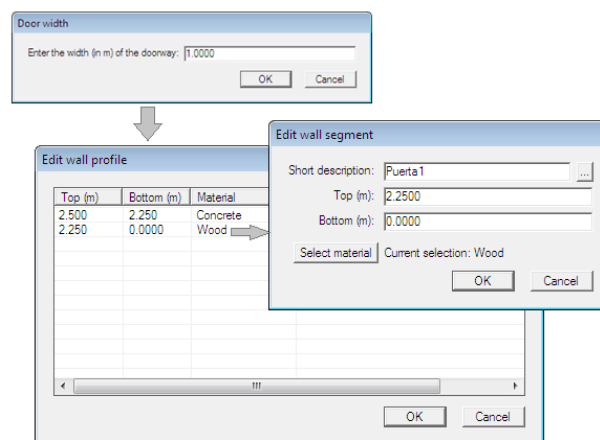 Door width
Enter the width (in m) of the doorway: 1.0000
OK Cancel
Edit wall segment
Short description: Puerta1 ...
Top (m): 2.2500
Bottom (m): 0.0000
Select material Current selection: Wood
OK Cancel
Edit wall profile
Top (m) Bottom (m) Material
2.500 2.250 Concrete
2.250 0.0000 Wood
OK Cancel